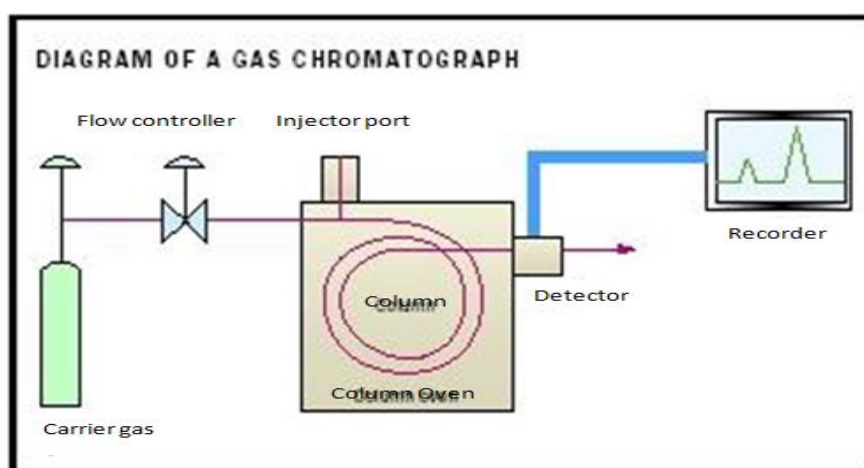 DIAGRAM OF A GAS CHROMATOGRAPH
Flow controller
Injector port
Recorder
Detector
Column
Column Oven
Carrier gas